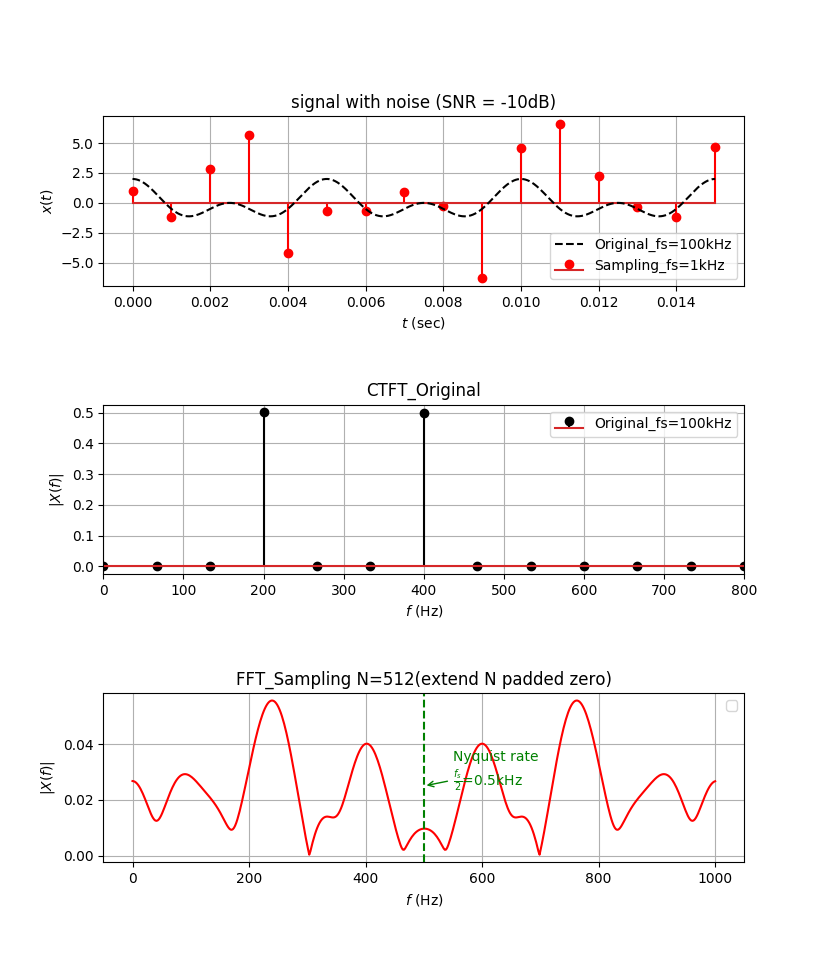 signal with noise (SNR = -10dB)
5.0
2.5
0.0
−2.5
−5.0
x(t)
Original_fs=100kHz
Sampling_fs=1kHz
0.000 0.002 0.004 0.006 0.008 0.010 0.012 0.014
t (sec)
CTFT_Original
0.5
0.4
0.3
0.2
0.1
0.0
|X(f)|
Original_fs=100kHz
0 100 200 300 400 500 600 700 800
f (Hz)
FFT_Sampling N=512(extend N padded zero)
0.04
0.02
0.00
|X(f)|
Nyquist rate
fs/2=0.5kHz
0 200 400 600 800 1000
f (Hz)